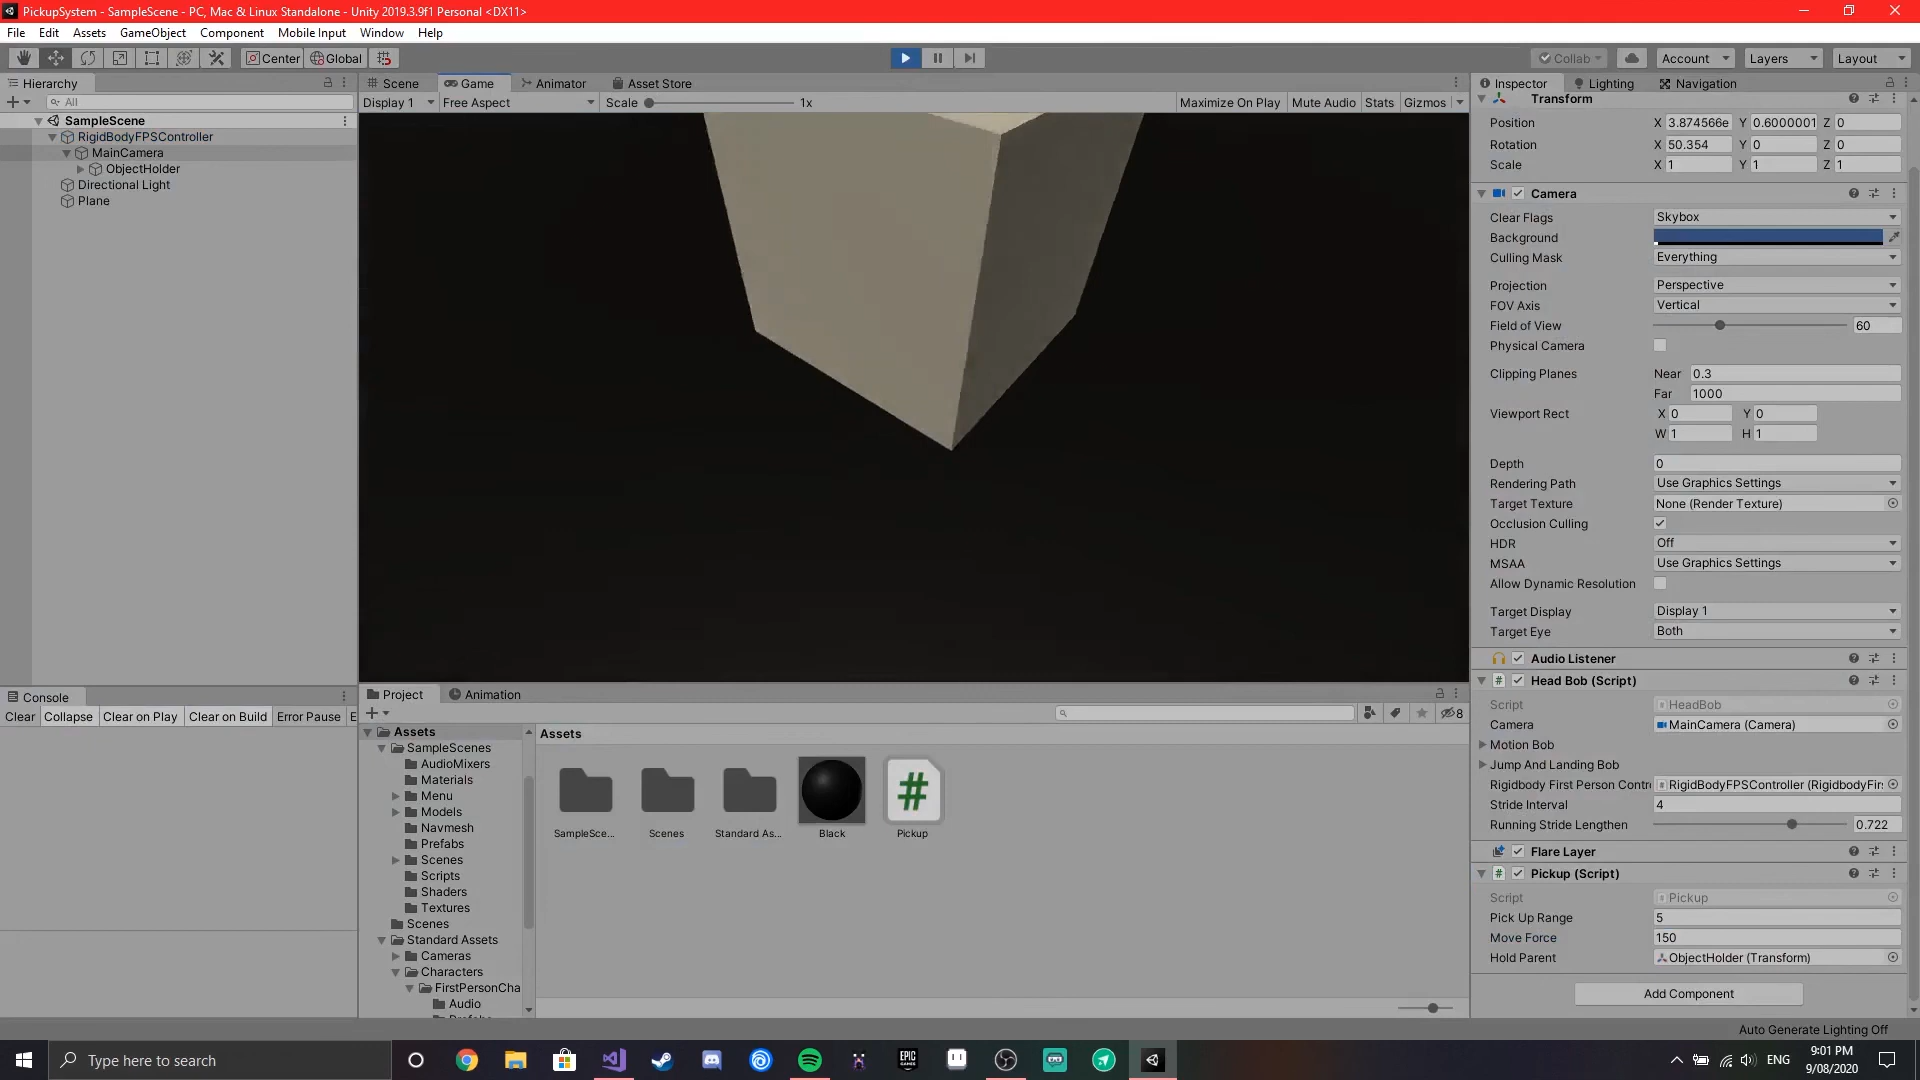 PickupSystem - SampleScene - PC, Mac & Linux Standalone - Unity 2019.3.9f1 Personal <DX11>
File Edit Assets GameObject Component Mobile Input Window Help
Center Global Collab Account Layers Layout
Hierarchy
All
SampleScene
RigidBodyFPSController
MainCamera
ObjectHolder
Directional Light
Plane
Scene Game Animator Asset Store
Display 1 Free Aspect Scale 1x Maximize On Play Mute Audio Stats Gizmos
Inspector Lighting Navigation
Transform
Position X 3.874566e Y 0.6000001 Z 0
Rotation X 50.354 Y 0 Z 0
Scale X 1 Y 1 Z 1
Camera
Clear Flags Skybox
Background
Culling Mask Everything
Projection Perspective
FOV Axis Vertical
Field of View 60
Physical Camera
Clipping Planes Near 0.3
Far 1000
Viewport Rect X 0 Y 0
W 1 H 1
Depth 0
Rendering Path Use Graphics Settings
Target Texture None (Render Texture)
Occlusion Culling
HDR Off
MSAA Use Graphics Settings
Allow Dynamic Resolution
Target Display Display 1
Target Eye Both
Audio Listener
Head Bob (Script)
Script HeadBob
Camera MainCamera (Camera)
Motion Bob
Jump And Landing Bob
Rigidbody First Person Contr RigidBodyFPSController (RigidbodyFir
Stride Interval 4
Running Stride Lengthen 0.722
Flare Layer
Pickup (Script)
Script Pickup
Pick Up Range 5
Move Force 150
Hold Parent ObjectHolder (Transform)
Add Component
Console
Clear Collapse Clear on Play Clear on Build Error Pause E
Project Animation
8
Assets
SampleScenes
AudioMixers
Materials
Menu
Models
Navmesh
Prefabs
Scenes
Scripts
Shaders
Textures
Scenes
Standard Assets
Cameras
Characters
FirstPersonCha
Audio
Assets
SampleSce... Scenes Standard As... Black Pickup
Auto Generate Lighting Off
Type here to search
EPIC GAMES
ENG
9:01 PM
9/08/2020